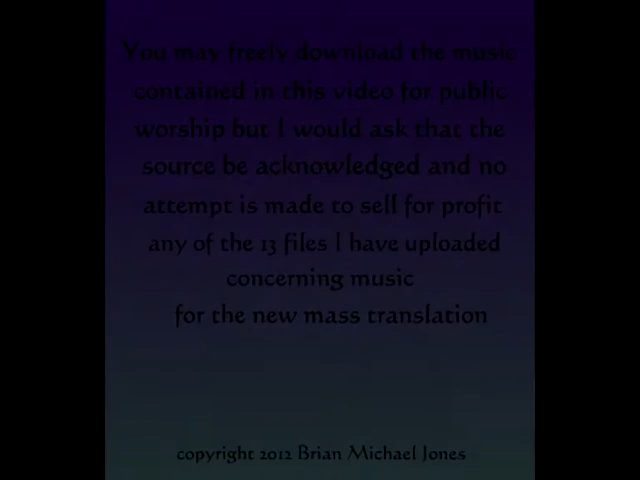 You may freely download the music
contained in this video for public
worship but I would ask that the
source be acknowledged and no
attempt is made to sell for profit
any of the 13 files I have uploaded
concerning music
for the new mass translation
copyright 2012 Brian Michael Jones